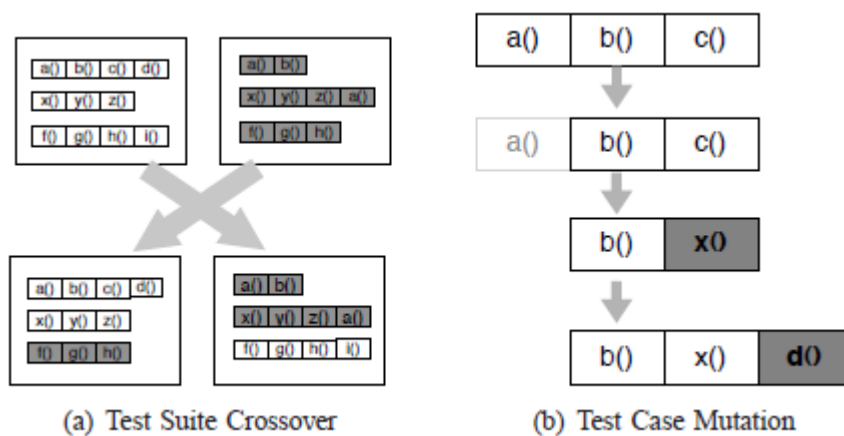 a() b() c() d()
x() y() z()
f() g() h() i()
a() b()
x() y() z() a()
f() g() h()
a() b() c() d()
x() y() z()
f() g() h()
a() b()
x() y() z() a()
f() g() h() i()
(a) Test Suite Crossover
a() b() c()
a() b() c()
b() x()
b() x() d()
(b) Test Case Mutation